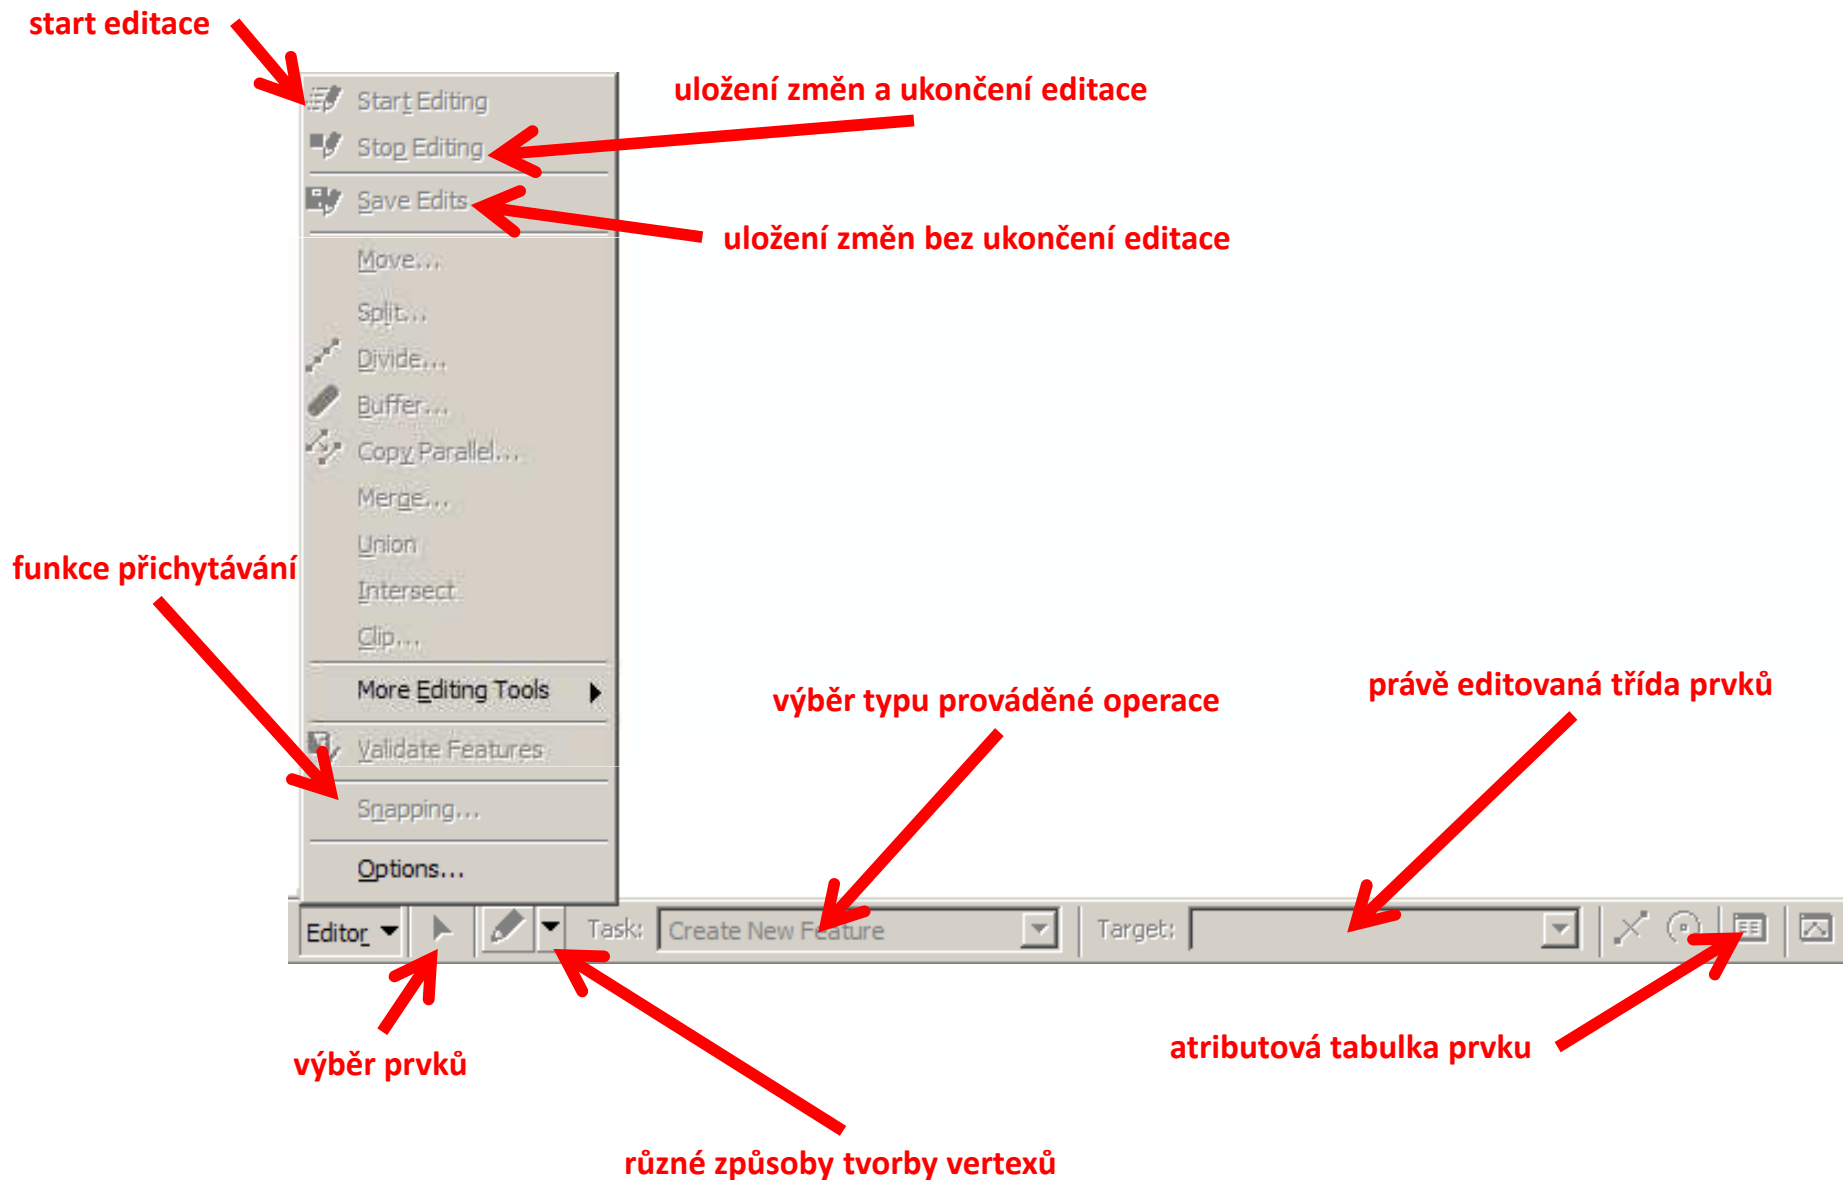 start editace
Start Editing
uložení změn a ukončení editace
Stop Editing
Save Edits
uložení změn bez ukončení editace
Move...
Split...
Divide...
Buffer...
Copy Parallel...
Merge...
Union
funkce přichytávání
Intersect
Clip...
More Editing Tools
výběr typu prováděné operace
právě editovaná třída prvků
Validate Features
Snapping...
Options...
Editor
Task:
Create New Feature
Target:
výběr prvků
atributová tabulka prvku
různé způsoby tvorby vertexů